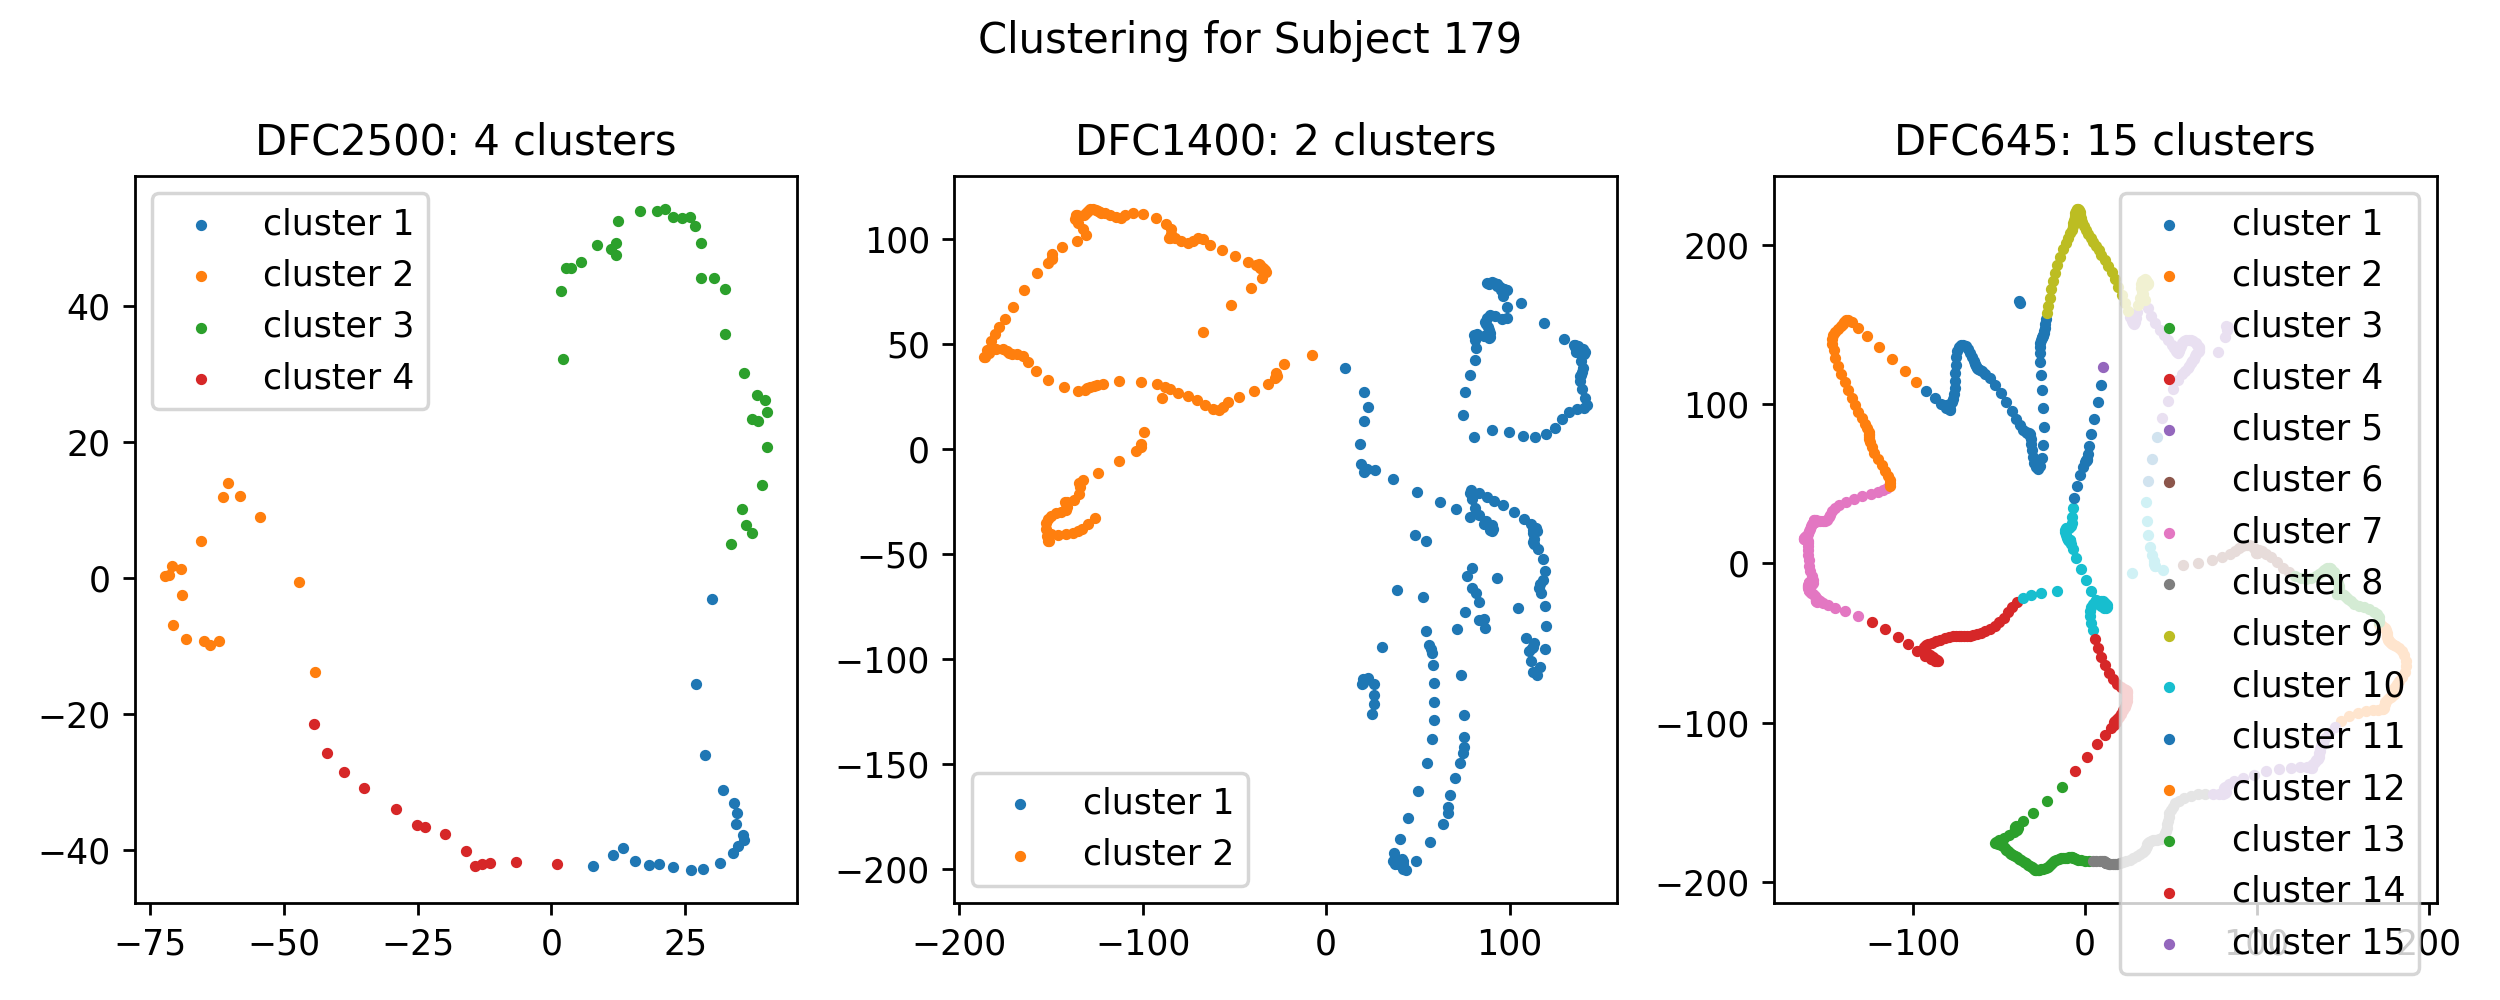 Clustering for Subject 179
DFC2500: 4 clusters
cluster 1
cluster 2
cluster 3
cluster 4
40
20
0
−20
−40
−75 −50 −25 0 25
DFC1400: 2 clusters
100
50
0
−50
−100
−150
−200
cluster 1
cluster 2
−200 −100 0 100
DFC645: 15 clusters
200
100
0
−100
−200
cluster 1
cluster 2
cluster 3
cluster 4
cluster 5
cluster 6
cluster 7
cluster 8
cluster 9
cluster 10
cluster 11
cluster 12
cluster 13
cluster 14
cluster 15
−100 0 100 200